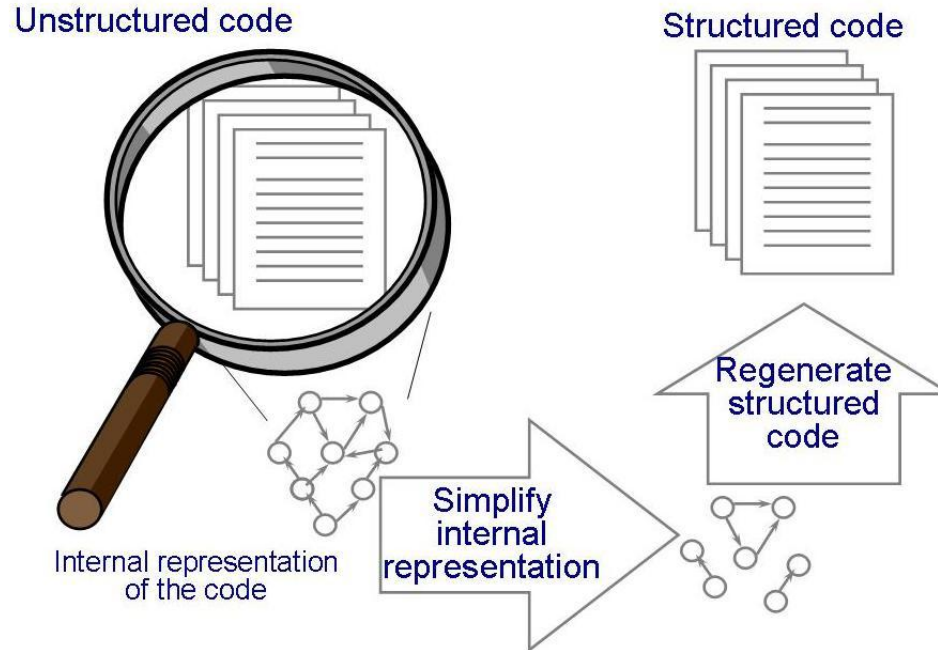 Unstructured code
Structured code
Internal representation
of the code
Simplify
internal
representation
Regenerate
structured
code